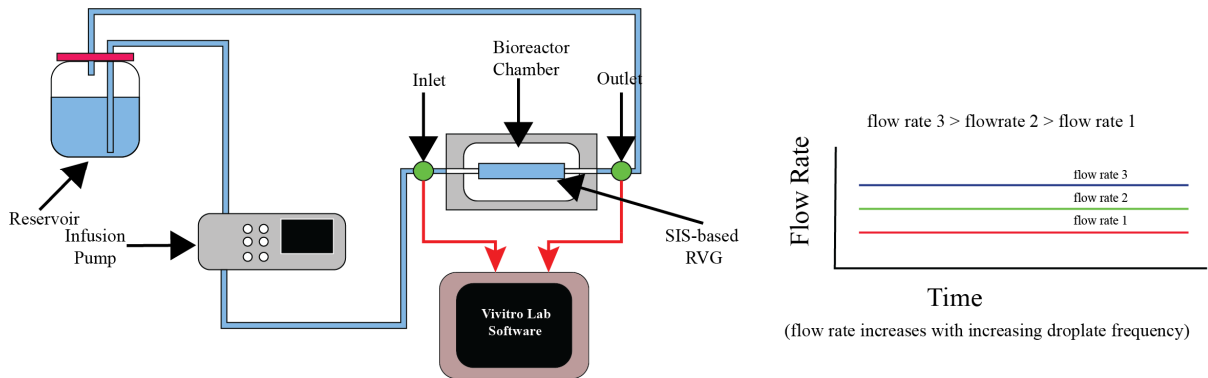 Reservoir
Infusion
Pump
Inlet
Bioreactor
Chamber
Outlet
SIS-based
RVG
Vivitro Lab
Software
flow rate 3 > flowrate 2 > flow rate 1
Flow Rate
flow rate 3
flow rate 2
flow rate 1
Time
(flow rate increases with increasing droplate frequency)